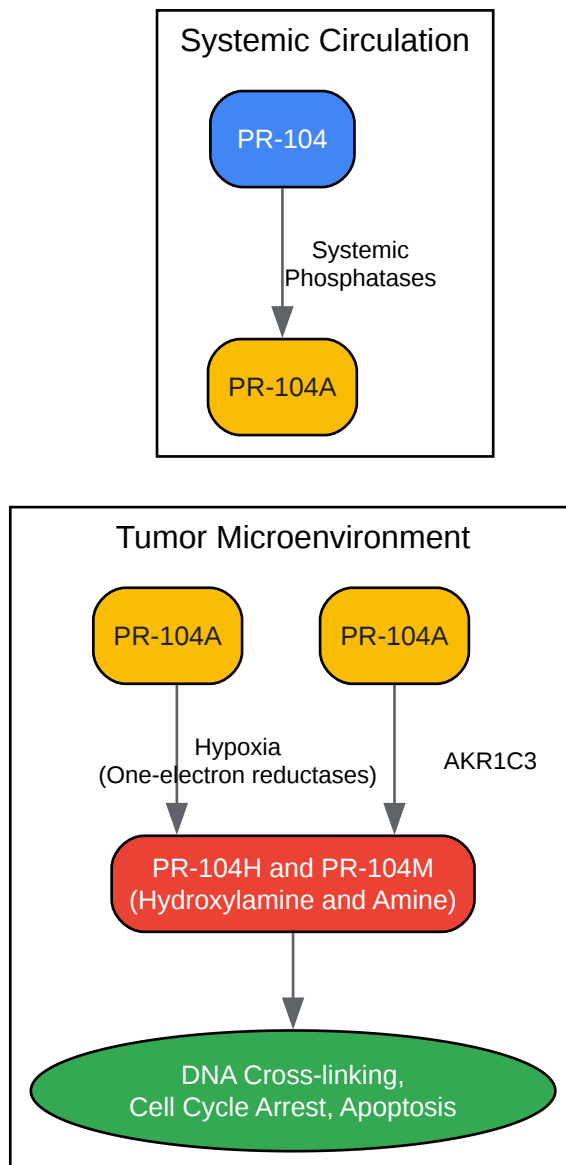 Systemic Circulation
PR-104
Systemic
Phosphatases
PR-104A
Tumor Microenvironment
PR-104A
PR-104A
Hypoxia
(One-electron reductases)
AKR1C3
PR-104H and PR-104M
(Hydroxylamine and Amine)
DNA Cross-linking,
Cell Cycle Arrest, Apoptosis